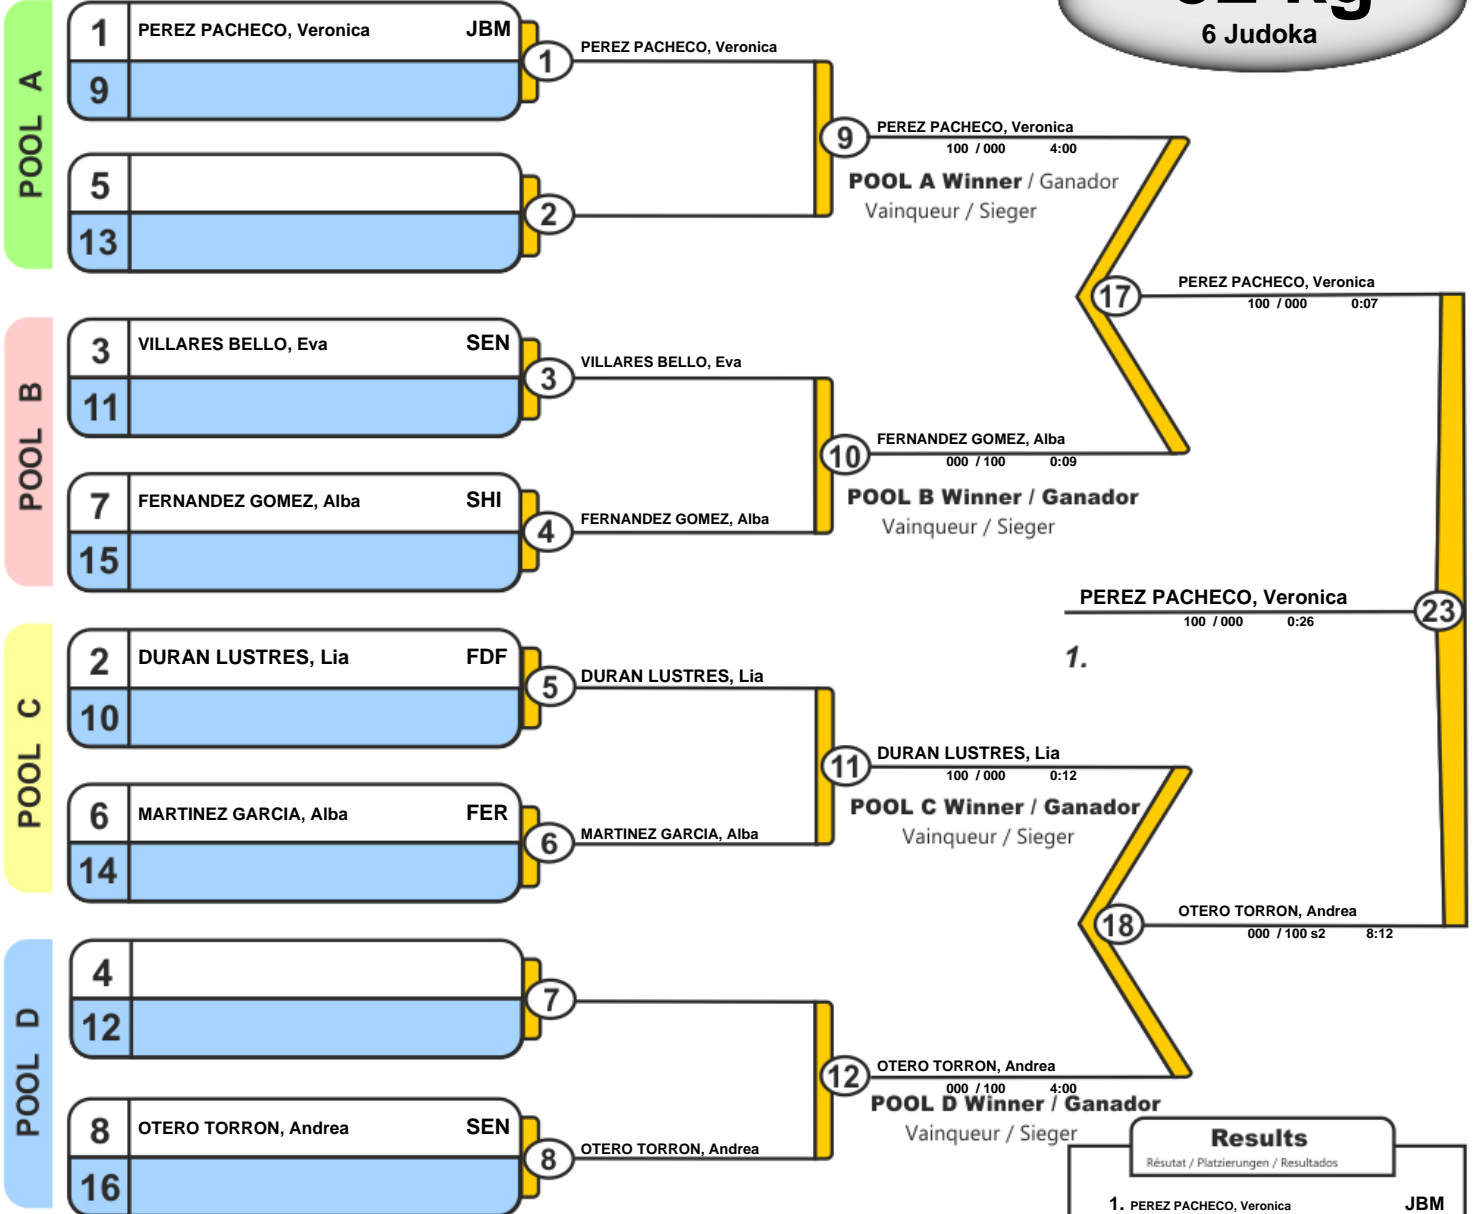 6 Judoka
POOL A
1 PEREZ PACHECO, Veronica JBM
9
5
13
1 PEREZ PACHECO, Veronica
2
9 PEREZ PACHECO, Veronica
100 / 000 4:00
POOL A Winner / Ganador
Vainqueur / Sieger
POOL B
3 VILLARES BELLO, Eva SEN
11
7 FERNANDEZ GOMEZ, Alba SHI
15
3 VILLARES BELLO, Eva
4 FERNANDEZ GOMEZ, Alba
10 FERNANDEZ GOMEZ, Alba
000 / 100 0:09
POOL B Winner / Ganador
Vainqueur / Sieger
17 PEREZ PACHECO, Veronica
100 / 000 0:07
PEREZ PACHECO, Veronica 23
100 / 000 0:26
1.
POOL C
2 DURAN LUSTRES, Lia FDF
10
6 MARTINEZ GARCIA, Alba FER
14
5 DURAN LUSTRES, Lia
6 MARTINEZ GARCIA, Alba
11 DURAN LUSTRES, Lia
100 / 000 0:12
POOL C Winner / Ganador
Vainqueur / Sieger
18 OTERO TORRON, Andrea
000 / 100 s2 8:12
POOL D
4
12
8 OTERO TORRON, Andrea SEN
16
7
8 OTERO TORRON, Andrea
12 OTERO TORRON, Andrea
000 / 100 4:00
POOL D Winner / Ganador
Vainqueur / Sieger
Results
Résutat / Platzierungen / Resultados
1. PEREZ PACHECO, Veronica JBM